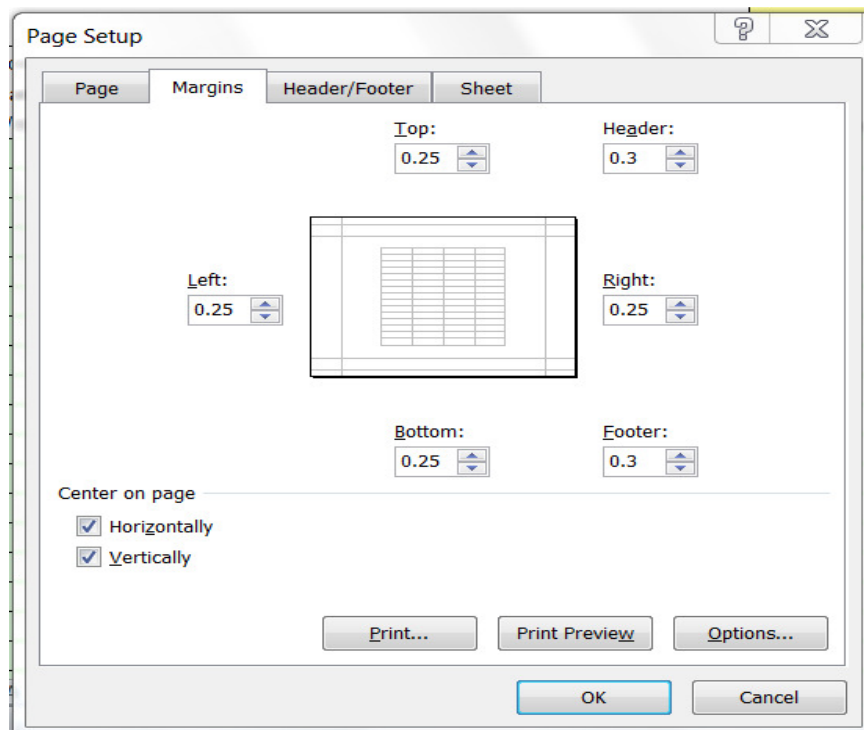 Page Setup
Page Margins Header/Footer Sheet
Top: Header:
0.25 0.3
Left: Right:
0.25 0.25
Bottom: Footer:
0.25 0.3
Center on page
Horizontally
Vertically
Print... Print Preview Options...
OK Cancel